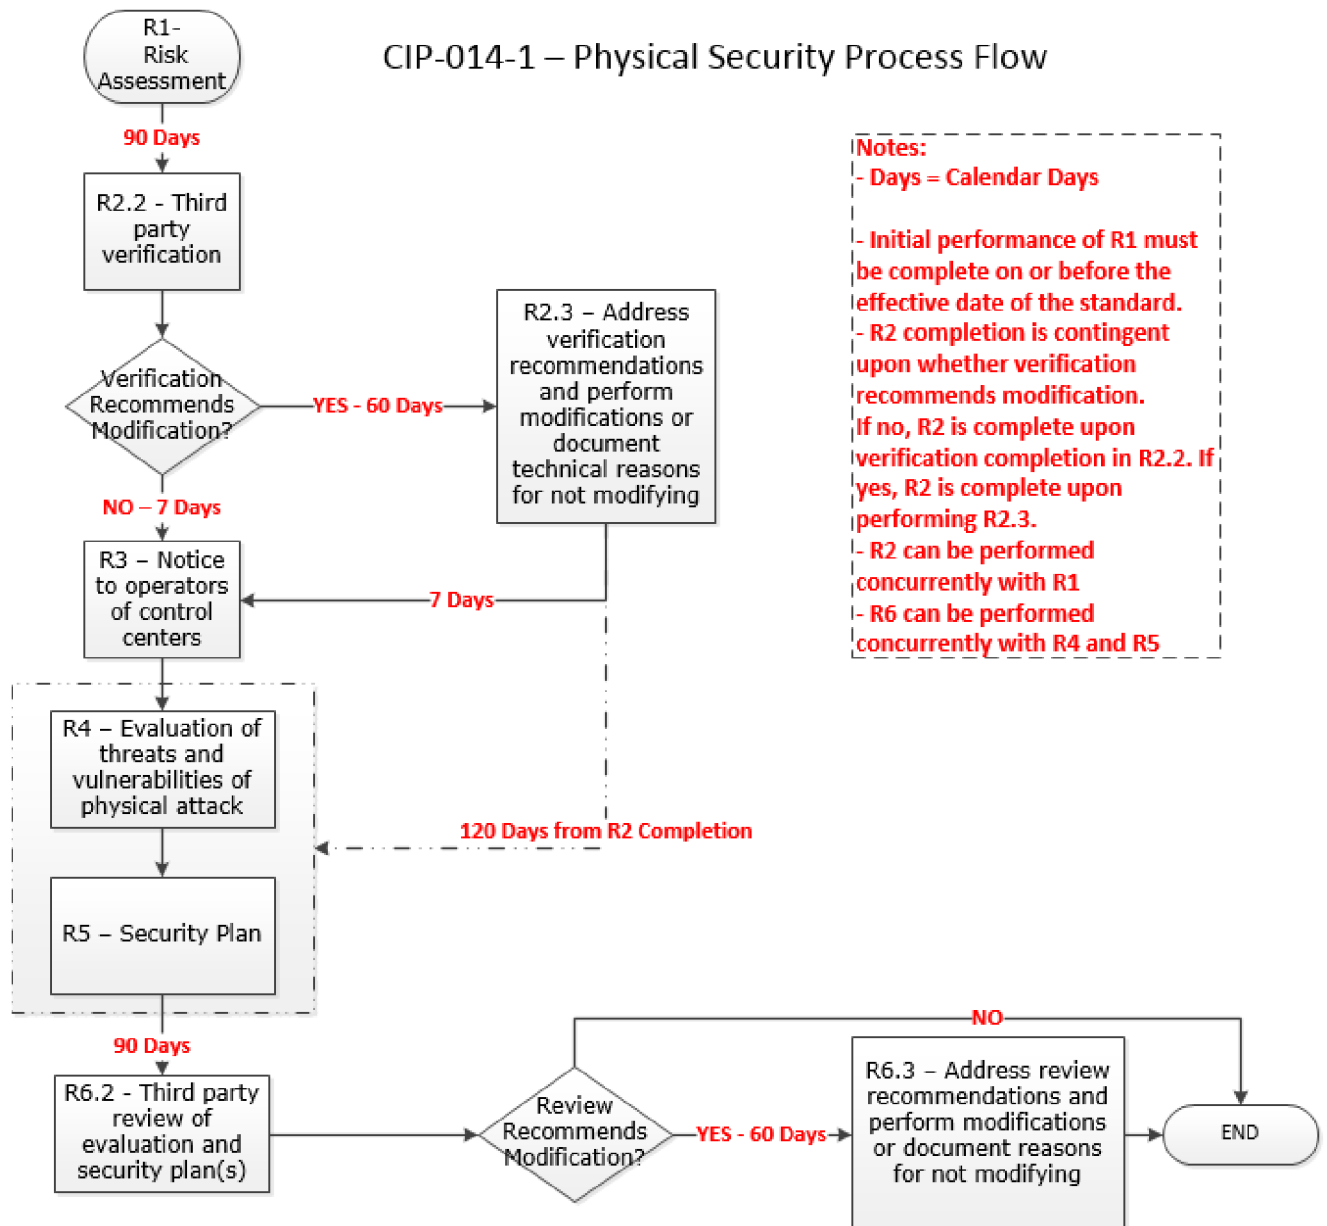 R1-
Risk
Assessment
CIP-014-1 – Physical Security Process Flow
90 Days
R2.2 - Third
party
verification
Notes:
- Days = Calendar Days
- Initial performance of R1 must
be complete on or before the
effective date of the standard.
- R2 completion is contingent
upon whether verification
recommends modification.
If no, R2 is complete upon
verification completion in R2.2. If
yes, R2 is complete upon
performing R2.3.
- R2 can be performed
concurrently with R1
- R6 can be performed
concurrently with R4 and R5
Verification
Recommends
Modification?
YES - 60 Days
R2.3 – Address
verification
recommendations
and perform
modifications or
document
technical reasons
for not modifying
NO – 7 Days
R3 – Notice
to operators
of control
centers
7 Days
R4 – Evaluation of
threats and
vulnerabilities of
physical attack
120 Days from R2 Completion
R5 – Security Plan
90 Days
R6.2 - Third party
review of
evaluation and
security plan(s)
Review
Recommends
Modification?
NO
YES - 60 Days
R6.3 – Address review
recommendations and
perform modifications
or document reasons
for not modifying
END